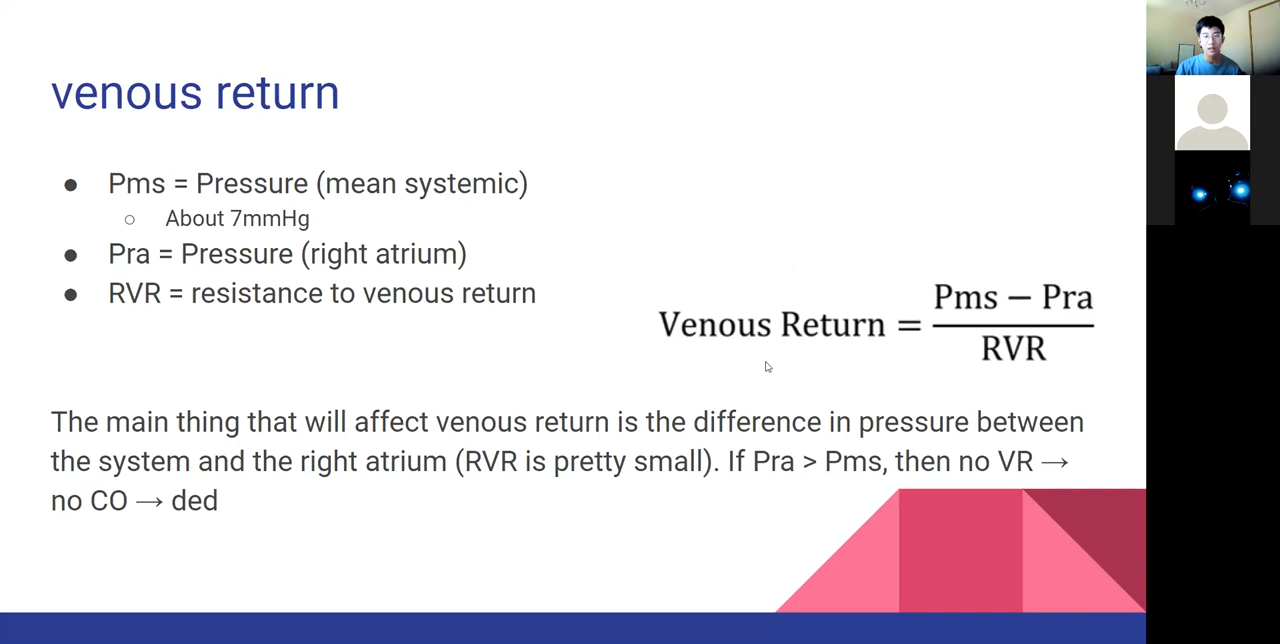 venous return
● Pms = Pressure (mean systemic)
○ About 7mmHg
● Pra = Pressure (right atrium)
● RVR = resistance to venous return
Venous Return = (Pms − Pra) / RVR
The main thing that will affect venous return is the difference in pressure between
the system and the right atrium (RVR is pretty small). If Pra > Pms, then no VR →
no CO → ded